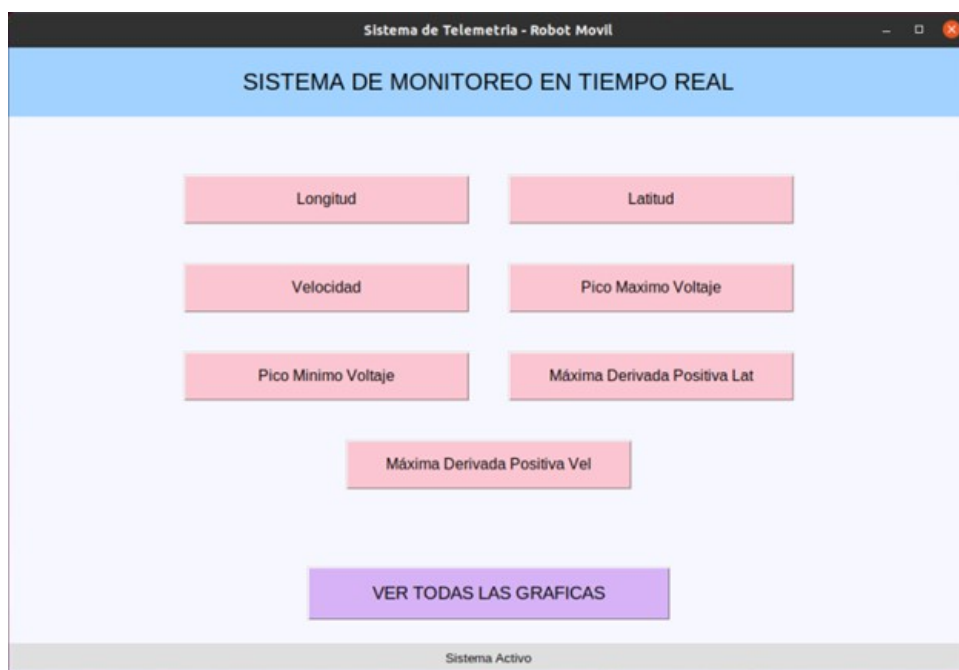 Sistema de Telemetria - Robot Movil
SISTEMA DE MONITOREO EN TIEMPO REAL
Longitud
Latitud
Velocidad
Pico Maximo Voltaje
Pico Minimo Voltaje
Máxima Derivada Positiva Lat
Máxima Derivada Positiva Vel
VER TODAS LAS GRAFICAS
Sistema Activo